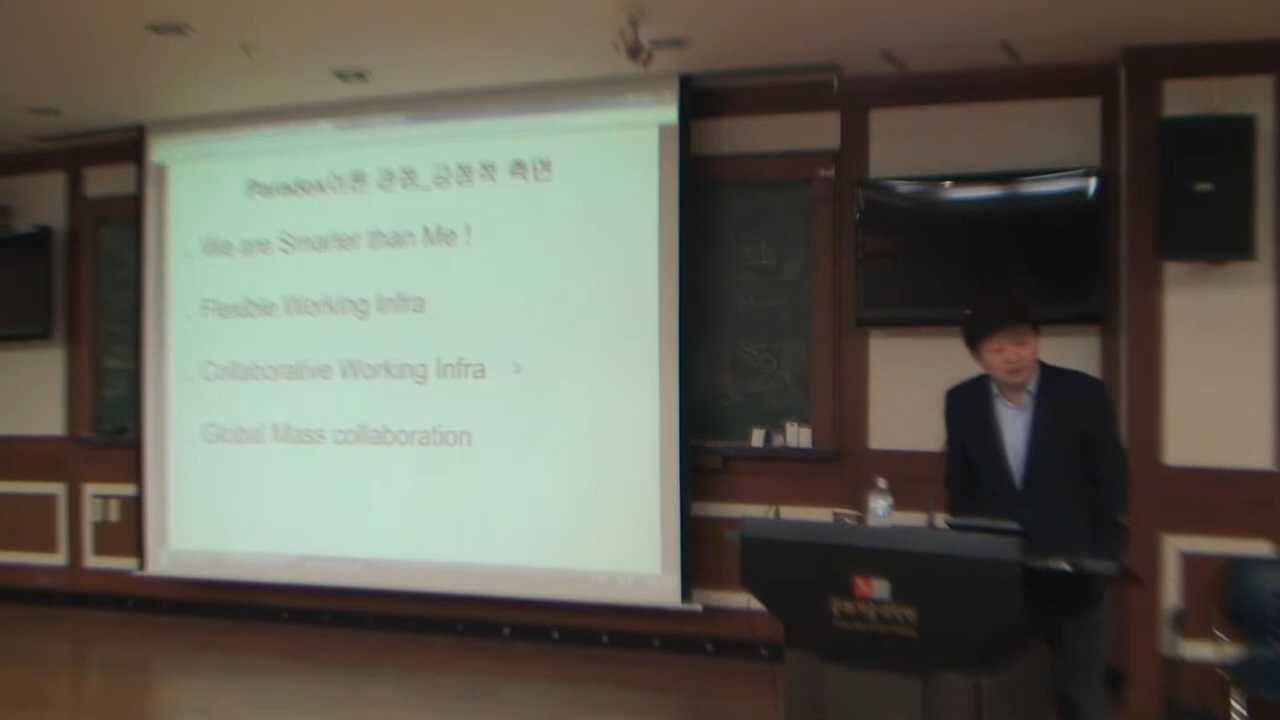 Paradox이론 관점_긍정적 측면
We are Smarter than Me !
Flexible Working Infra
Collaborative Working Infra
Global Mass collaboration